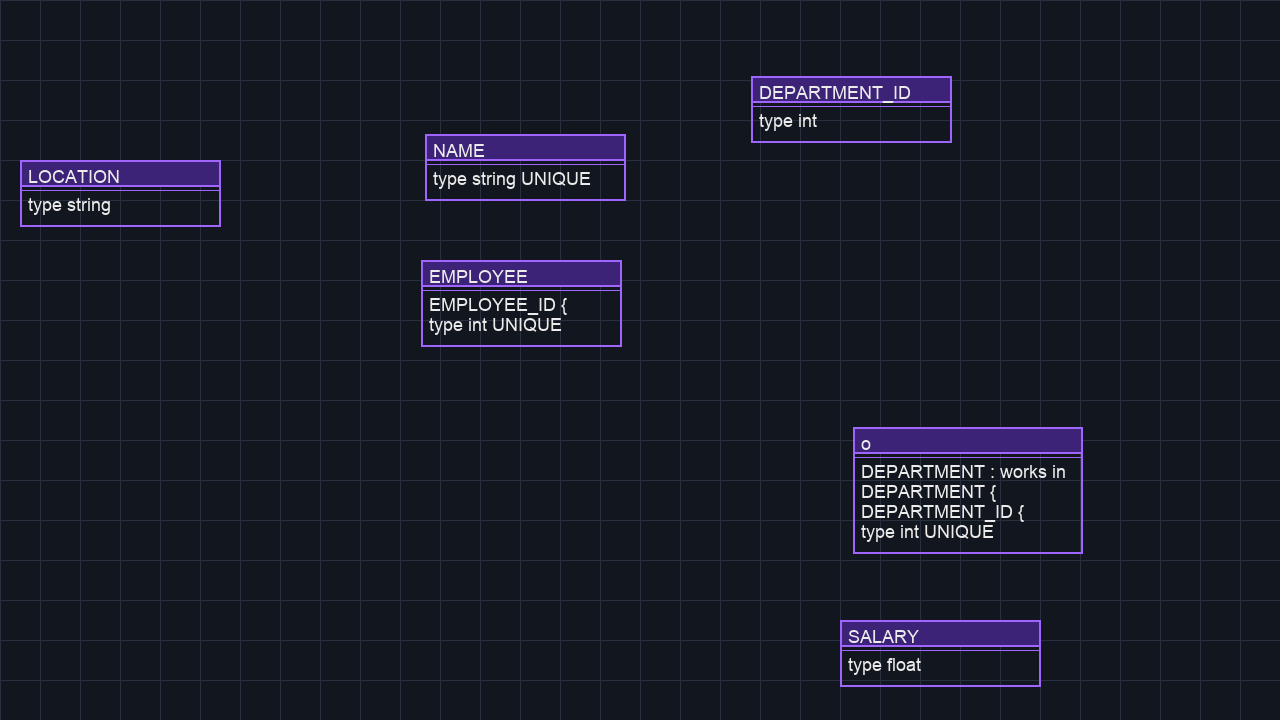 DEPARTMENT_ID
type int
NAME
type string UNIQUE
LOCATION
type string
EMPLOYEE
EMPLOYEE_ID {
type int UNIQUE
o
DEPARTMENT : works in
DEPARTMENT {
DEPARTMENT_ID {
type int UNIQUE
SALARY
type float